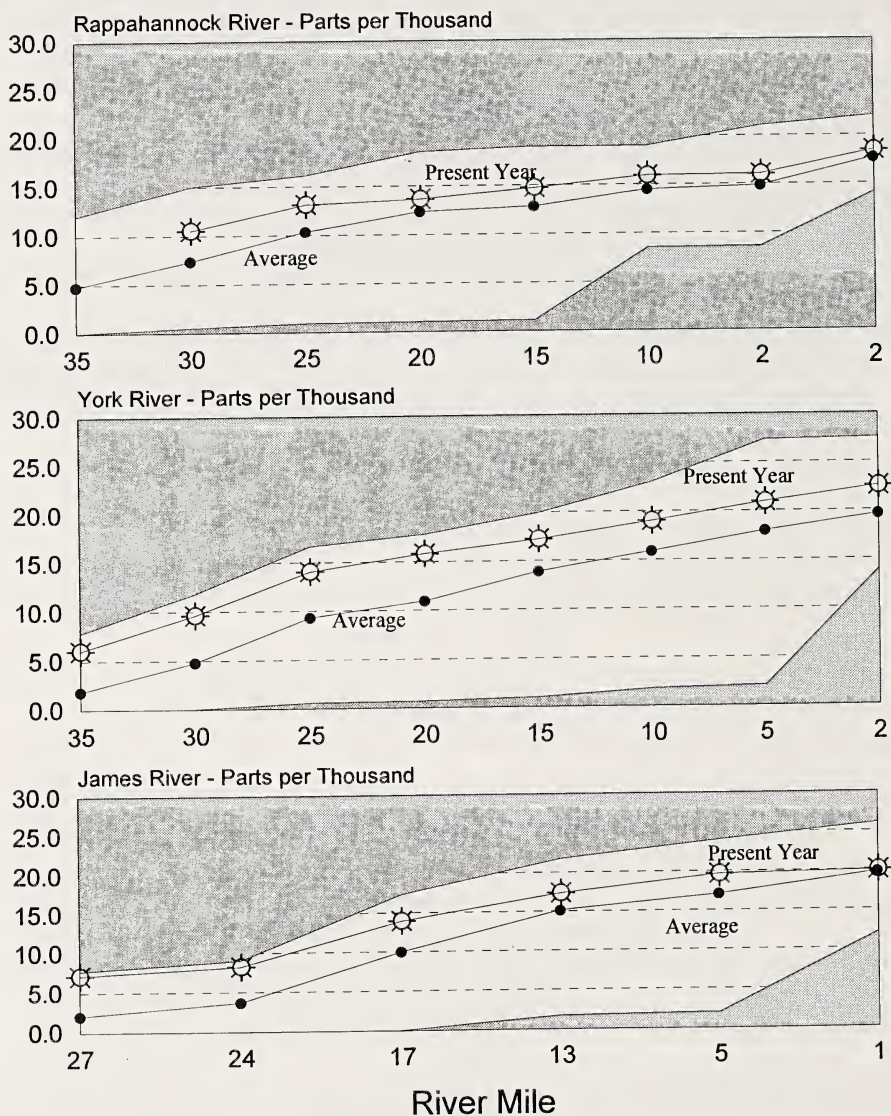 Rappahannock River - Parts per Thousand
30.0
25.0
20.0
15.0
10.0
5.0
0.0
Present Year
Average
35 30 25 20 15 10 2 2
York River - Parts per Thousand
30.0
25.0
20.0
15.0
10.0
5.0
0.0
Present Year
Average
35 30 25 20 15 10 5 2
James River - Parts per Thousand
30.0
25.0
20.0
15.0
10.0
5.0
0.0
Present Year
Average
27 24 17 13 5 1
River Mile